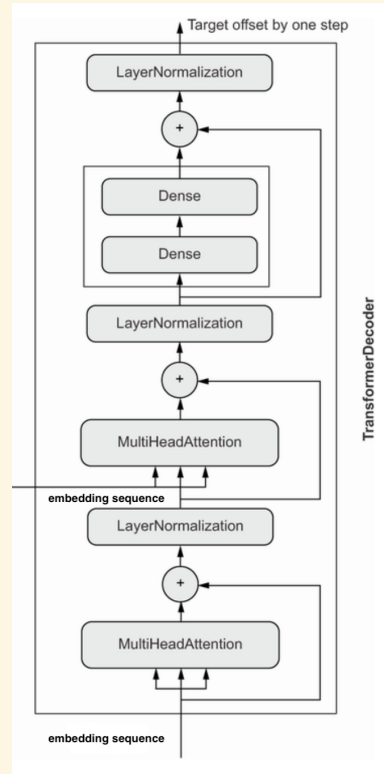 Target offset by one step
LayerNormalization
+
Dense
Dense
LayerNormalization
+
TransformerDecoder
MultiHeadAttention
embedding sequence
LayerNormalization
+
MultiHeadAttention
embedding sequence